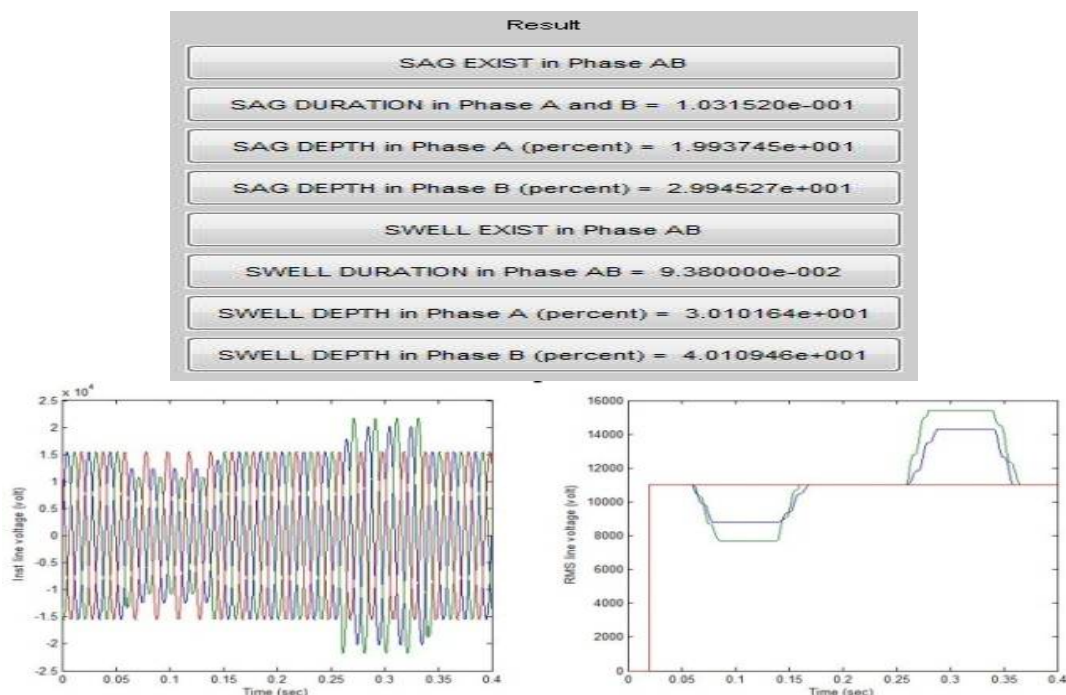 Result
SAG EXIST in Phase AB
SAG DURATION in Phase A and B = 1.031520e-001
SAG DEPTH in Phase A (percent) = 1.993745e+001
SAG DEPTH in Phase B (percent) = 2.994527e+001
SWELL EXIST in Phase AB
SWELL DURATION in Phase AB = 9.380000e-002
SWELL DEPTH in Phase A (percent) = 3.010164e+001
SWELL DEPTH in Phase B (percent) = 4.010946e+001
x 10^4
2.5
2
1.5
1
0.5
0
-0.5
-1
-1.5
-2
-2.5
Inst line voltage (volt)
0 0.05 0.1 0.15 0.2 0.25 0.3 0.35 0.4
Time (sec)
16000
14000
12000
10000
8000
6000
4000
2000
0
RMS line voltage (volt)
0 0.05 0.1 0.15 0.2 0.25 0.3 0.35 0.4
Time (sec)